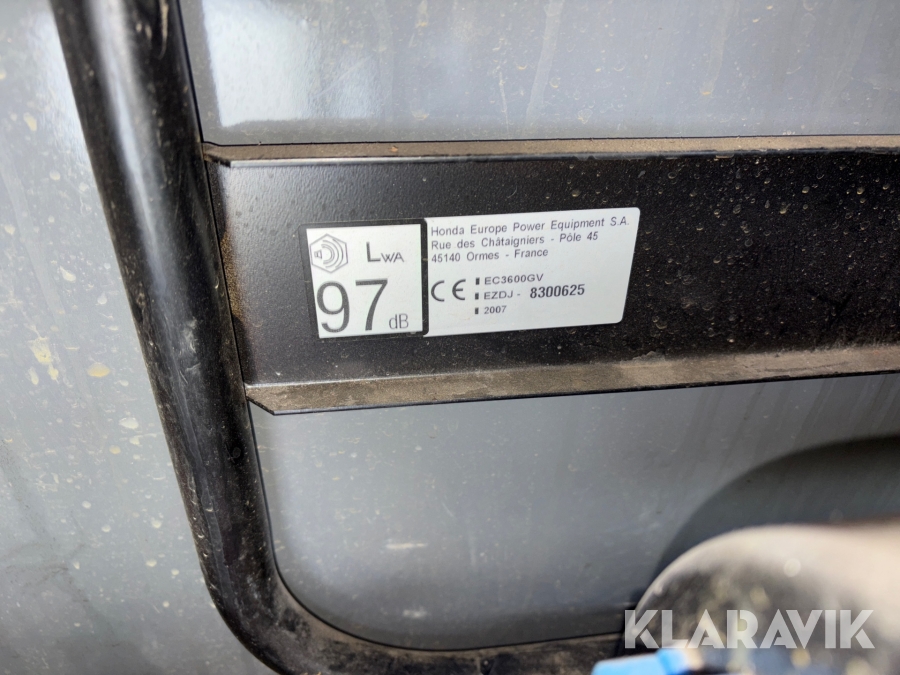 LWA
97 dB
Honda Europe Power Equipment S.A.
Rue des Châtaigniers - Pôle 45
45140 Ormes - France
CE
EC3600GV
EZDJ - 8300625
2007
KLARAVIK